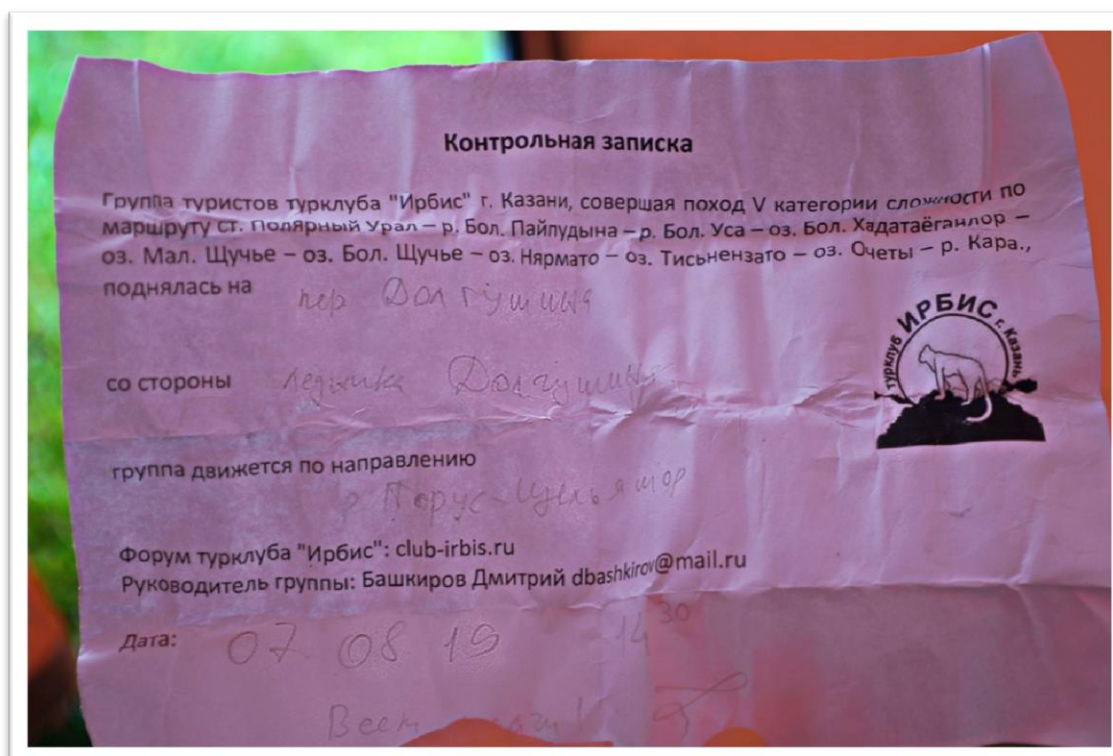 Контрольная записка
Группа туристов турклуба "Ирбис" г. Казани, совершая поход V категории сложности по
маршруту ст. Полярный Урал – р. Бол. Пайпудына – р. Бол. Уса – оз. Бол. Хадатаёганлор –
оз. Мал. Щучье – оз. Бол. Щучье – оз. Нярмато – оз. Тисьнензато – оз. Очеты – р. Кара.,
поднялась на пер Долгушина
турклуб ИРБИС г. Казань
со стороны ледника Долгушина
группа движется по направлению
р Порус-Щельяшор
Форум турклуба "Ирбис": club-irbis.ru
Руководитель группы: Башкиров Дмитрий dbashkirov@mail.ru
Дата: 07 08 19 14 30
Всем